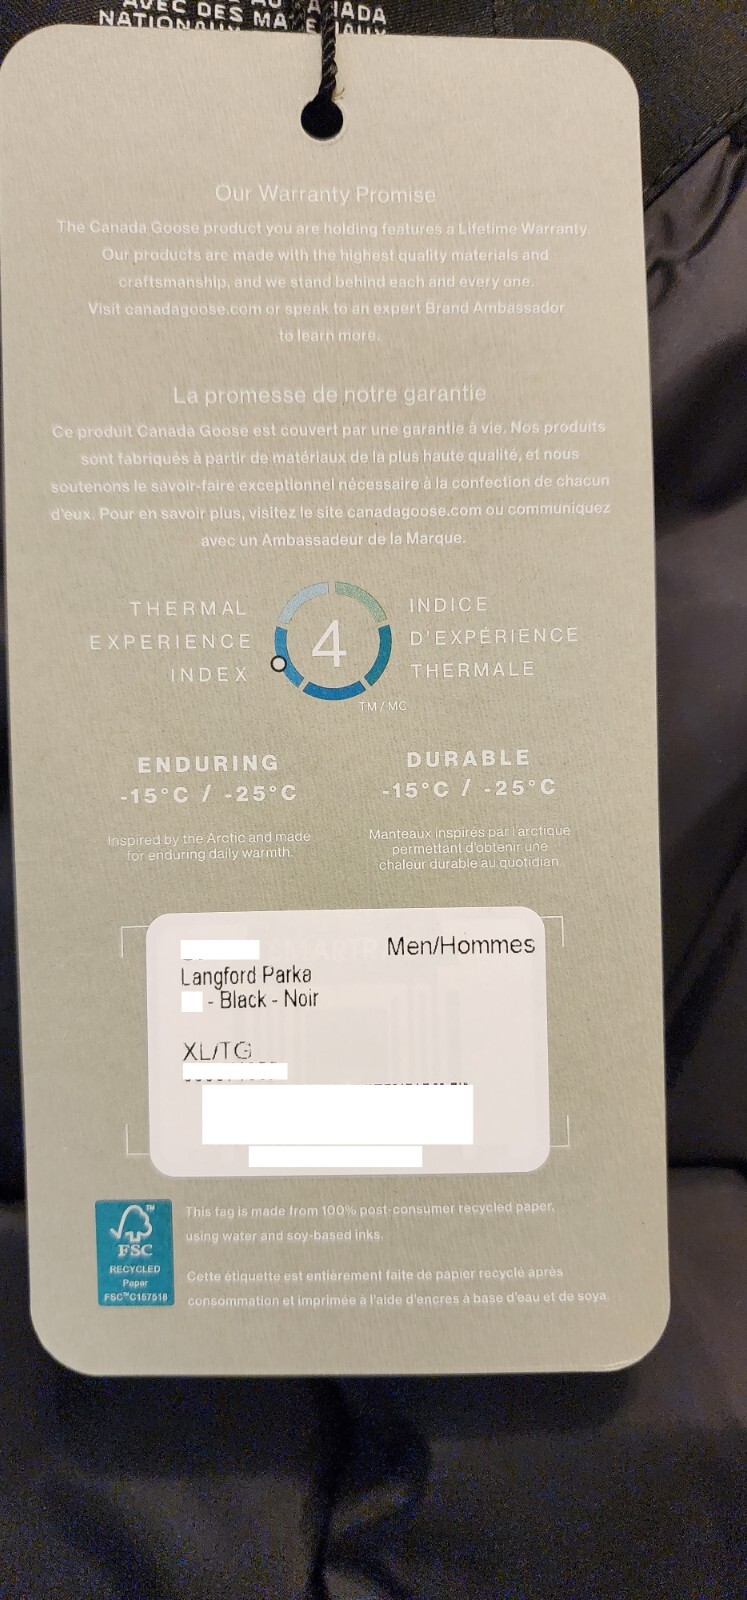 AVEC DES
NATIONAUX
Our Warranty Promise
The Canada Goose product you are holding features a Lifetime Warranty.
Our products are made with the highest quality materials and
craftsmanship, and we stand behind each and every one.
Visit canadagoose.com or speak to an expert Brand Ambassador
to learn more.
La promesse de notre garantie
Ce produit Canada Goose est couvert par une garantie à vie. Nos produits
sont fabriqués à partir de matériaux de la plus haute qualité, et nous
soutenons le savoir-faire exceptionnel nécessaire à la confection de chacun
d'eux. Pour en savoir plus, visitez le site canadagoose.com ou communiquez
avec un Ambassadeur de la Marque.
THERMAL
EXPERIENCE
INDEX
4
INDICE
D'EXPÉRIENCE
THERMALE
TM/MC
ENDURING
-15°C / -25°C
Inspired by the Arctic and made
for enduring daily warmth.
DURABLE
-15°C / -25°C
Manteaux inspirés par l'arctique
permettant d'obtenir une
chaleur durable au quotidien.
Men/Hommes
Langford Parka
- Black - Noir
XL/TG
TM
FSC
RECYCLED
Paper
FSC™C157518
This tag is made from 100% post-consumer recycled paper,
using water and soy-based inks.
Cette étiquette est entièrement faite de papier recyclé après
consommation et imprimée à l'aide d'encres à base d'eau et de soya.